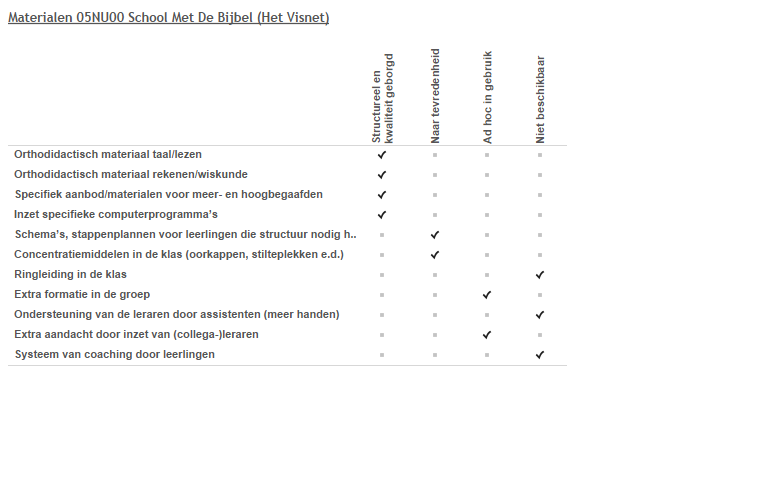 Materialen 05NU00 School Met De Bijbel (Het Visnet)
Structureel en
kwaliteit geborgd
Naar tevredenheid
Ad hoc in gebruik
Niet beschikbaar
Orthodidactisch materiaal taal/lezen
Orthodidactisch materiaal rekenen/wiskunde
Specifiek aanbod/materialen voor meer- en hoogbegaafden
Inzet specifieke computerprogramma's
Schema's, stappenplannen voor leerlingen die structuur nodig h..
Concentratiemiddelen in de klas (oorkappen, stilteplekken e.d.)
Ringleiding in de klas
Extra formatie in de groep
Ondersteuning van de leraren door assistenten (meer handen)
Extra aandacht door inzet van (collega-)leraren
Systeem van coaching door leerlingen